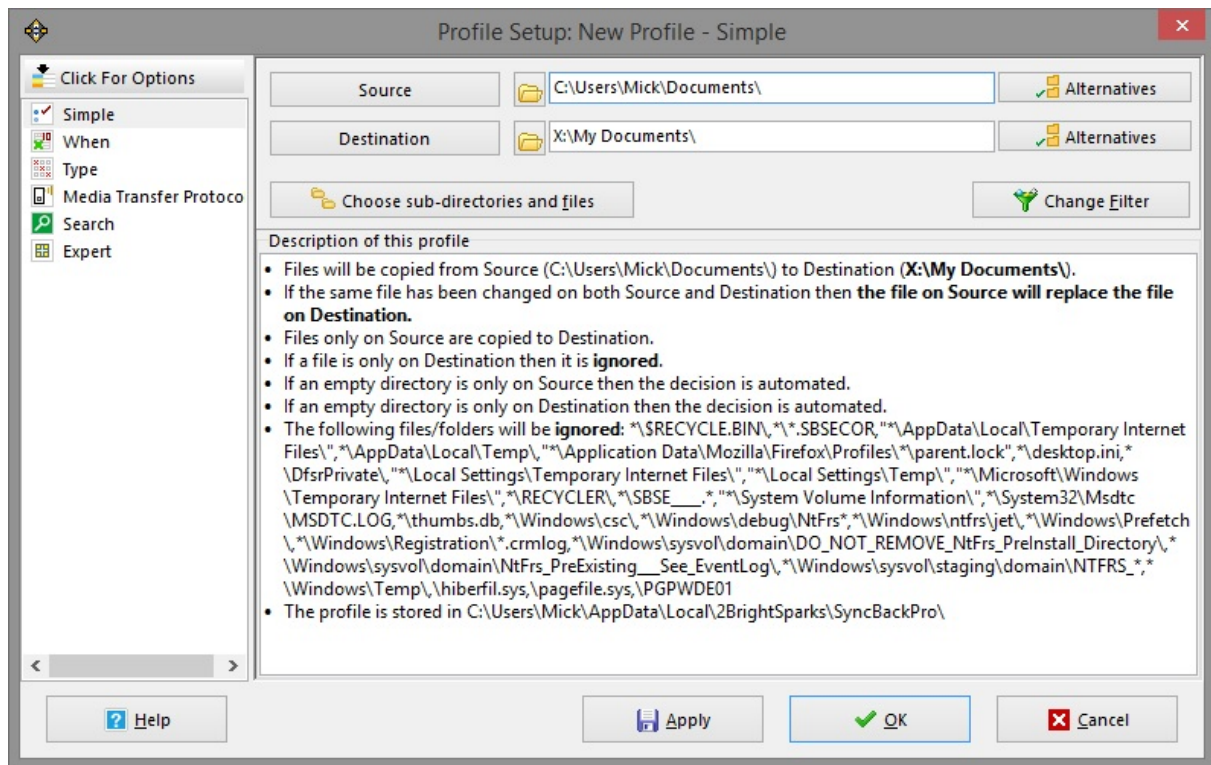 Profile Setup: New Profile - Simple
Click For Options
Simple
When
Type
Media Transfer Protoco
Search
Expert
Source
C:\Users\Mick\Documents\
Alternatives
Destination
X:\My Documents\
Alternatives
Choose sub-directories and files
Change Filter
Description of this profile
• Files will be copied from Source (C:\Users\Mick\Documents\) to Destination (X:\My Documents\).
• If the same file has been changed on both Source and Destination then the file on Source will replace the file
on Destination.
• Files only on Source are copied to Destination.
• If a file is only on Destination then it is ignored.
• If an empty directory is only on Source then the decision is automated.
• If an empty directory is only on Destination then the decision is automated.
• The following files/folders will be ignored: *\$RECYCLE.BIN\,*\*.SBSECOR,"*\AppData\Local\Temporary Internet
Files\",*\AppData\Local\Temp\,"*\Application Data\Mozilla\Firefox\Profiles\*\parent.lock",*\desktop.ini,*
\DfsrPrivate\,"*\Local Settings\Temporary Internet Files\","*\Local Settings\Temp\","*\Microsoft\Windows
\Temporary Internet Files\",*\RECYCLER\,*\SBSE___.*,"*\System Volume Information\",*\System32\Msdtc
\MSDTC.LOG,*\thumbs.db,*\Windows\csc\,*\Windows\debug\NtFrs*,*\Windows\ntfrs\jet\,*\Windows\Prefetch
\,*\Windows\Registration\*.crmlog,*\Windows\sysvol\domain\DO_NOT_REMOVE_NtFrs_PreInstall_Directory\,*
\Windows\sysvol\domain\NtFrs_PreExisting___See_EventLog\,*\Windows\sysvol\staging\domain\NTFRS_*,*
\Windows\Temp\,\hiberfil.sys,\pagefile.sys,\PGPWDE01
• The profile is stored in C:\Users\Mick\AppData\Local\2BrightSparks\SyncBackPro\
Help
Apply
OK
Cancel